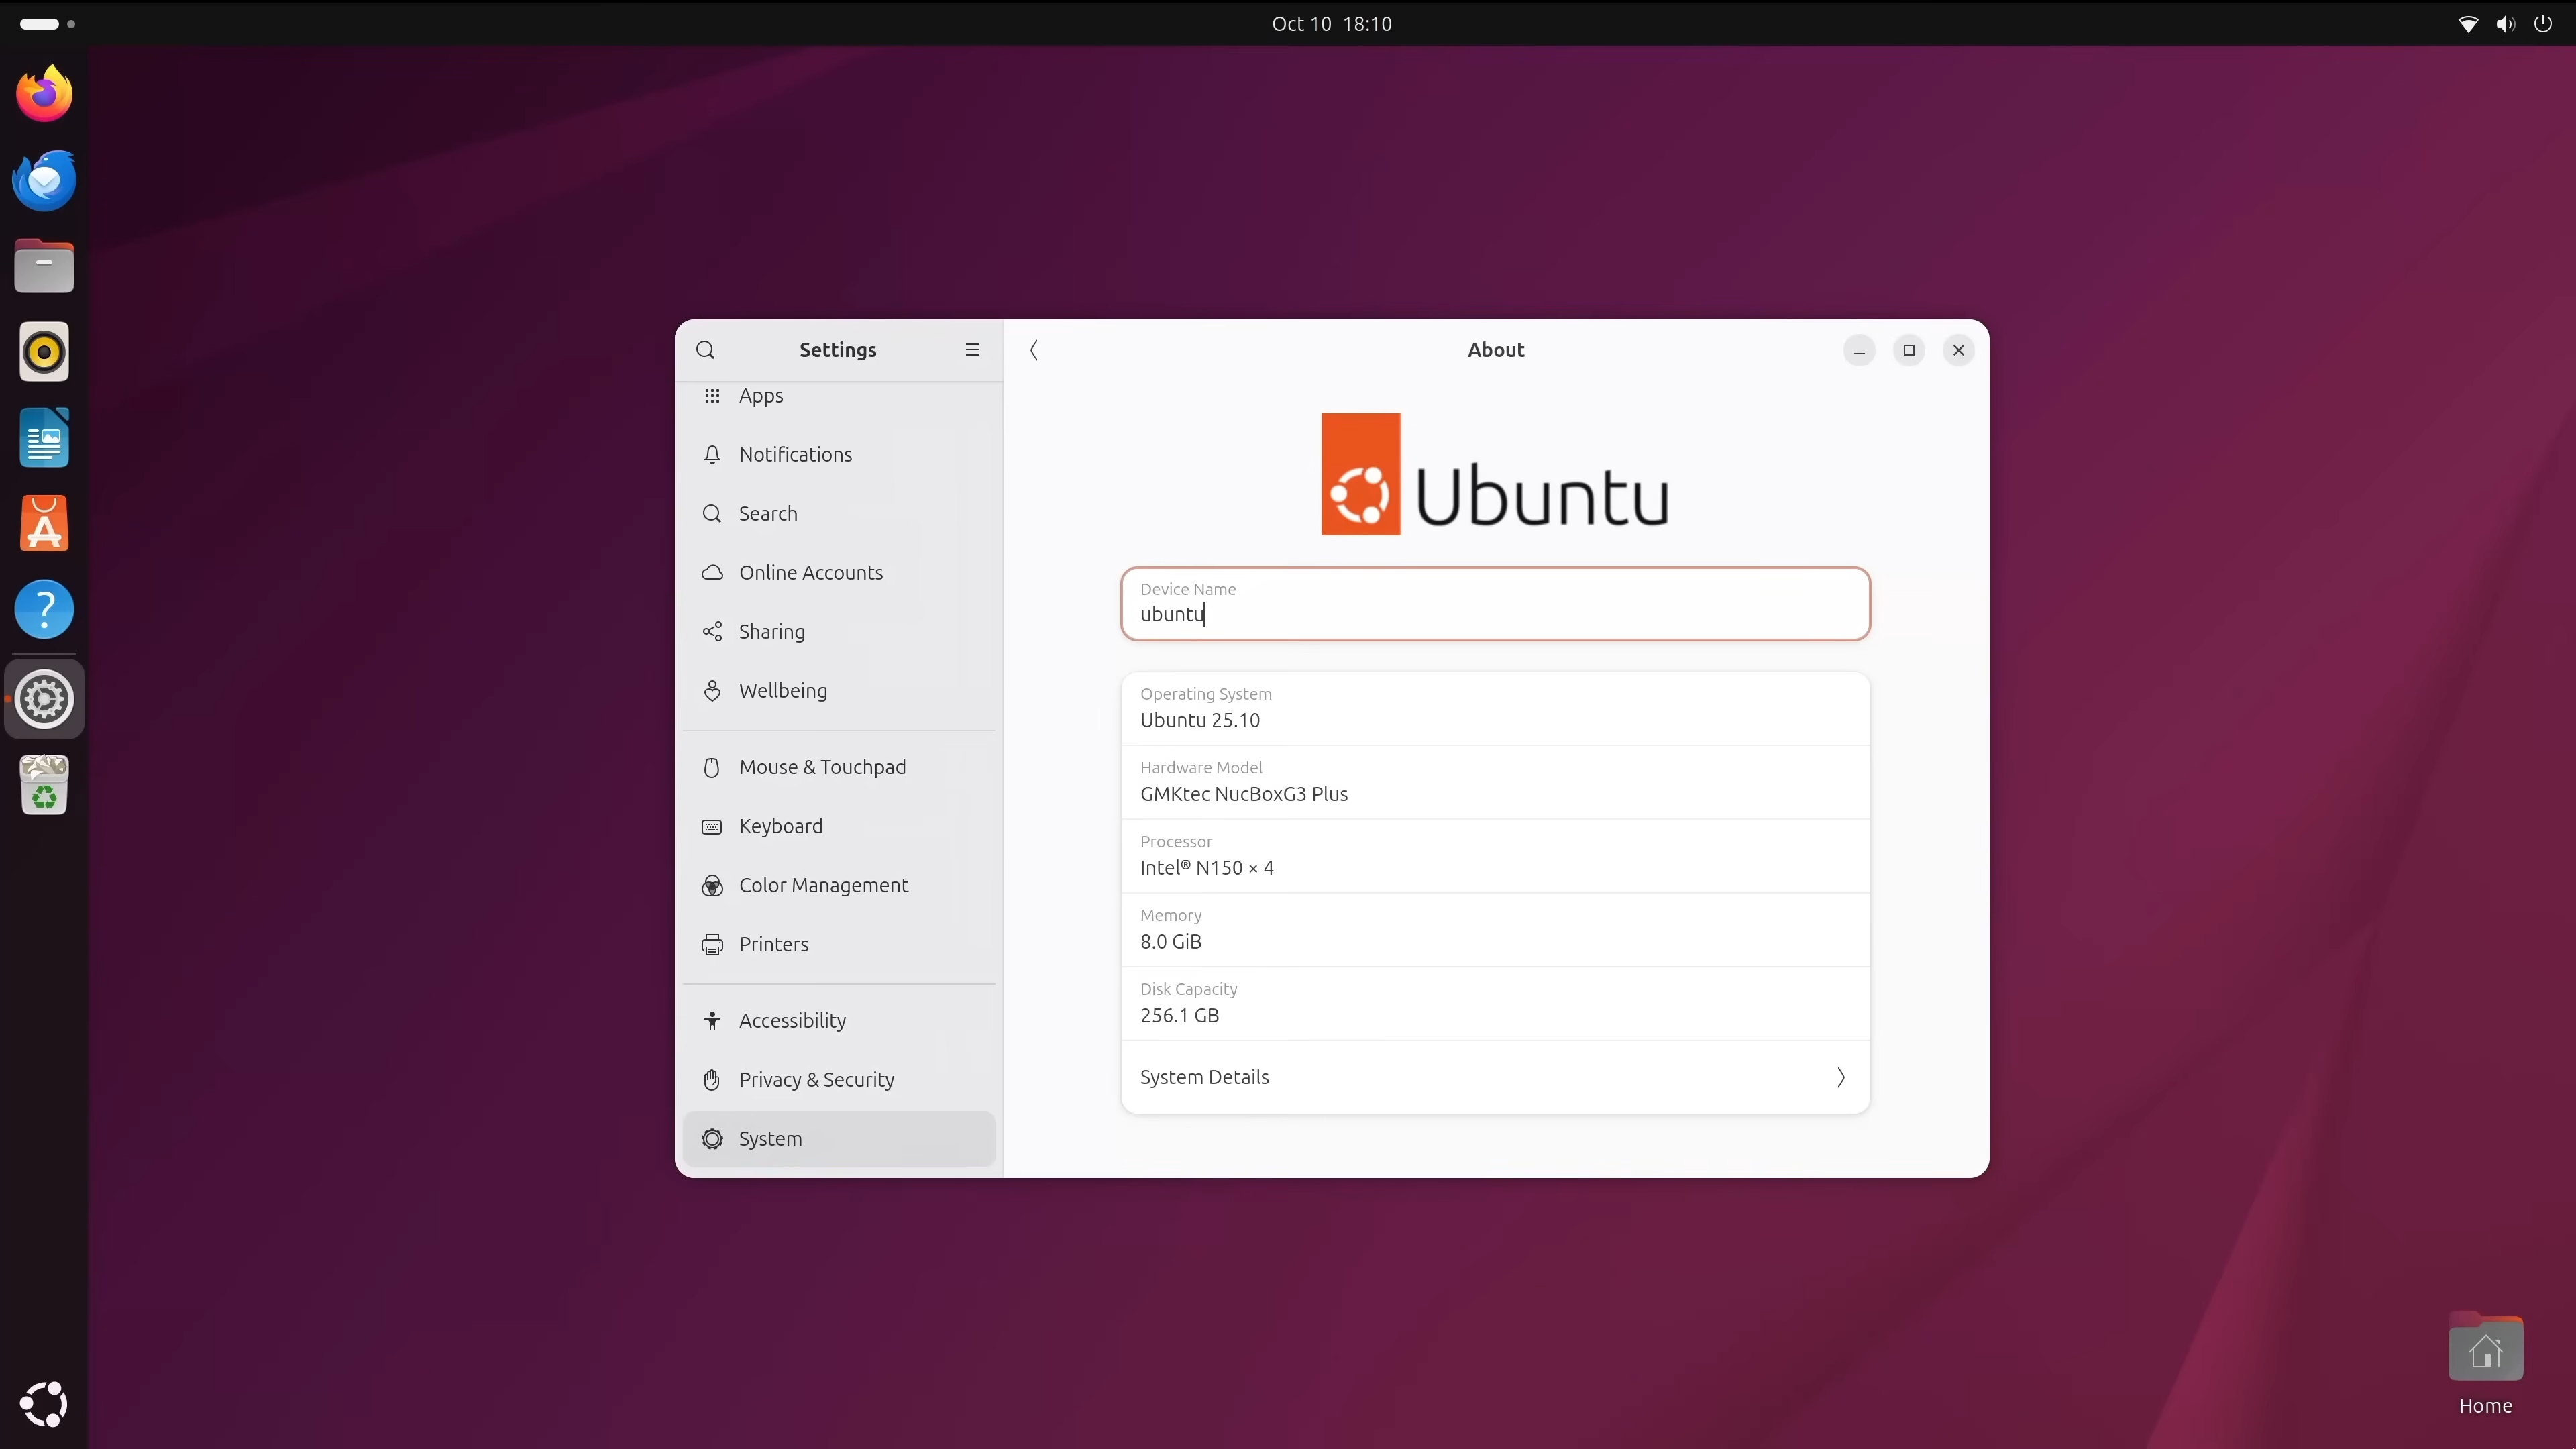 Oct 10 18:10
Settings
About
Apps
Notifications
Search
Online Accounts
Sharing
Wellbeing
Mouse & Touchpad
Keyboard
Color Management
Printers
Accessibility
Privacy & Security
System
Ubuntu
Device Name
ubuntu
Operating System
Ubuntu 25.10
Hardware Model
GMKtec NucBoxG3 Plus
Processor
Intel® N150 × 4
Memory
8.0 GiB
Disk Capacity
256.1 GB
System Details
Home